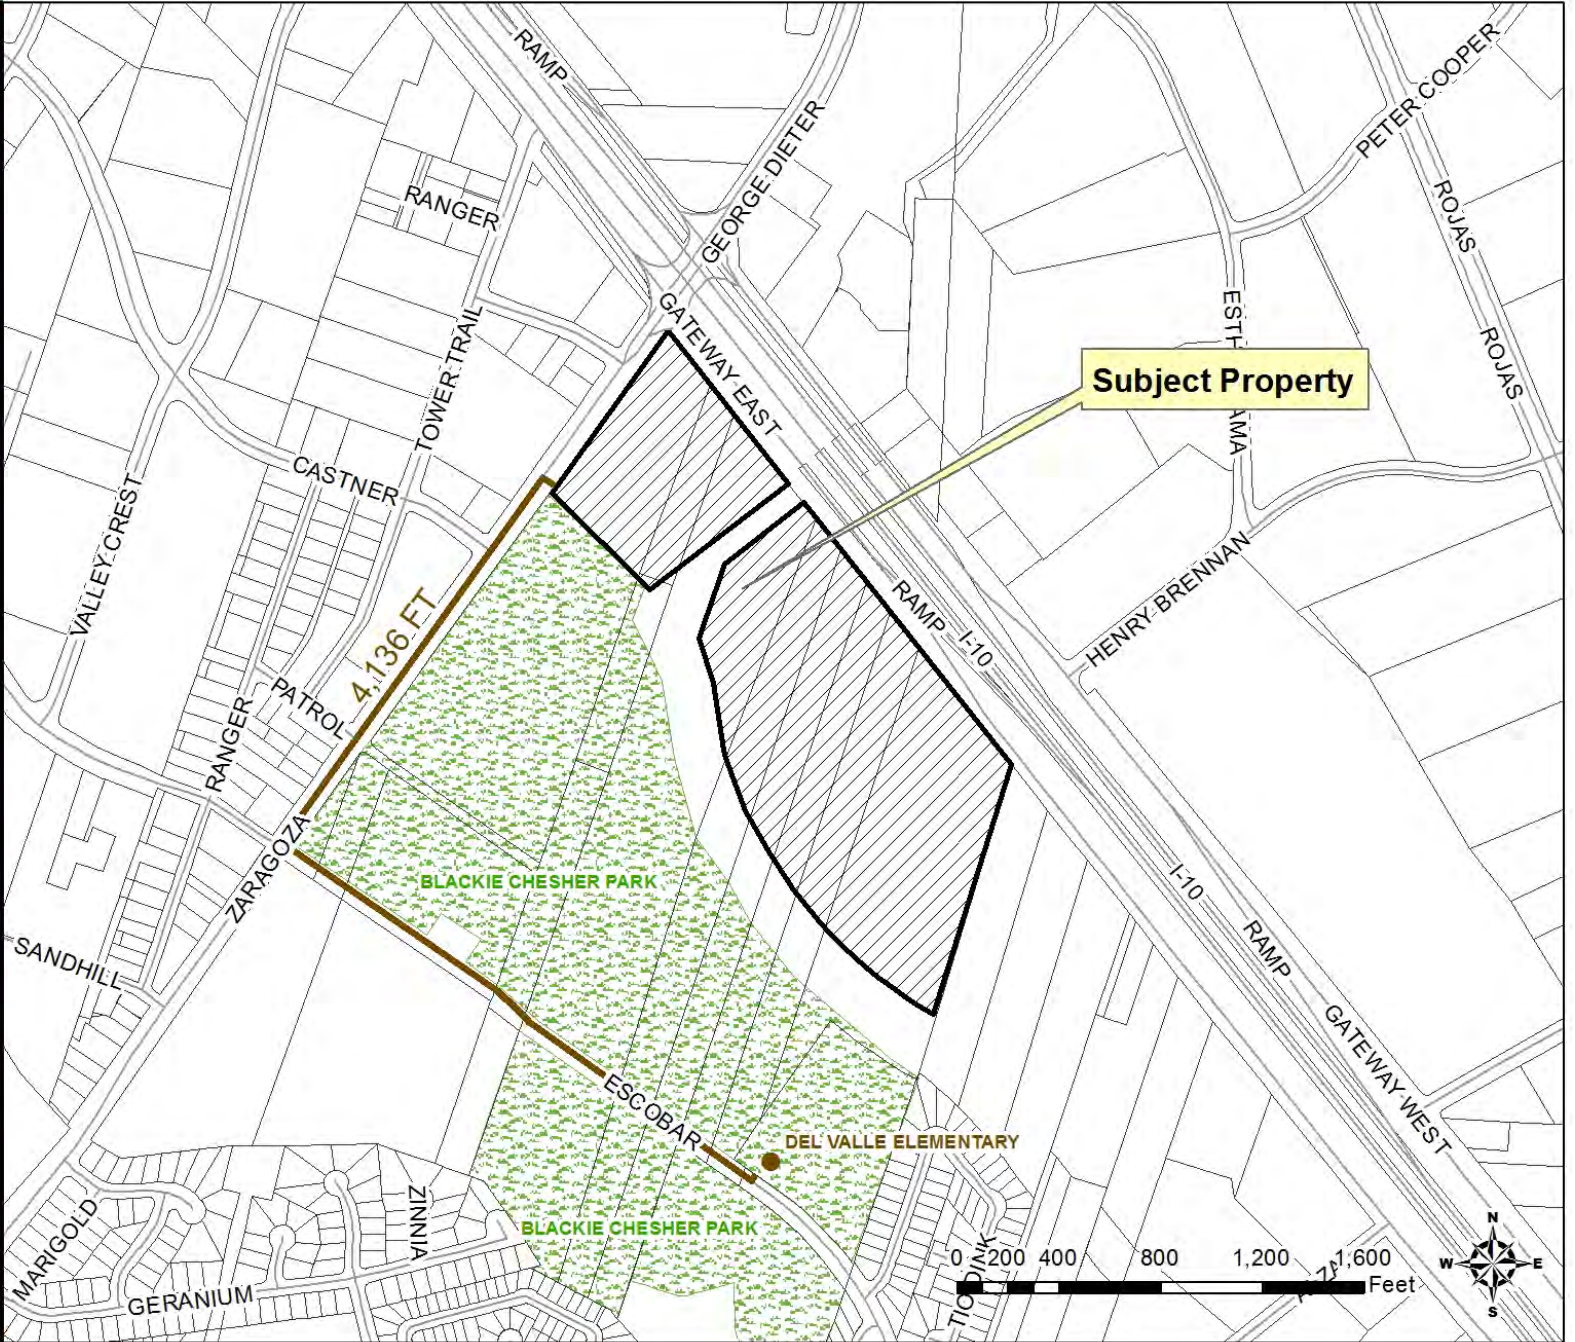 RAMP
PETER COOPER
GEORGE DIETER
RANGER
ROJAS
GATEWAY EAST
TOWER TRAIL
ESTH
AMA
ROJAS
Subject Property
CASTNER
VALLEY CREST
4,136 FT
RAMP
I-10
HENRY BRENNAN
PATROL
RANGER
ZARAGOZA
BLACKIE CHESHER PARK
I-10
SANDHILL
RAMP
GATEWAY WEST
ESCOBAR
DEL VALLE ELEMENTARY
MARIGOLD
ZINNIA
BLACKIE CHESHER PARK
GERANIUM
DINK
0 200 400 800 1,200 1,600
Feet
N
W E
S